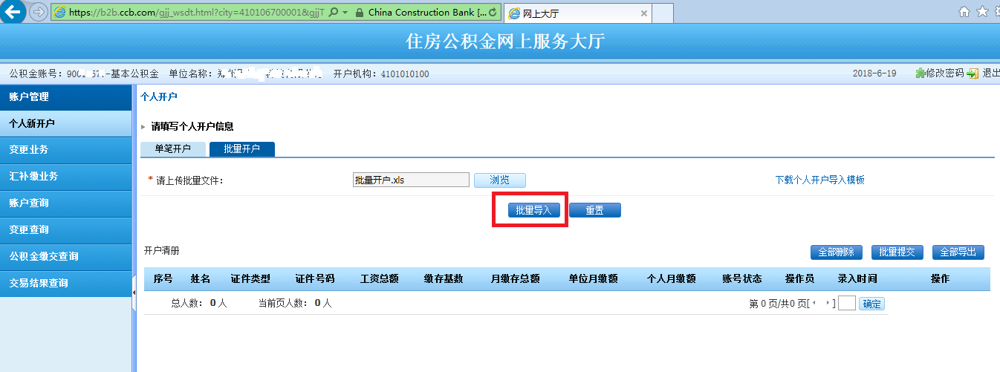 https://b2b.ccb.com/gjj_wsdt.html?city=410106700001&gjjT China Construction Bank [... 网上大厅
住房公积金网上服务大厅
公积金账号： -基本公积金 单位名称： 开户机构：4101010100 2018-6-19 修改密码 退出
账户管理
个人新开户
变更业务
汇补缴业务
账户查询
变更查询
公积金缴交查询
交易结果查询
个人开户
请填写个人开户信息
单笔开户 批量开户
* 请上传批量文件： 批量开户.xls 浏览 下载个人开户导入模板
批量导入 重置
开户清册 全部删除 批量提交 全部导出
序号 姓名 证件类型 证件号码 工资总额 缴存基数 月缴存总额 单位月缴额 个人月缴额 账号状态 操作员 录入时间 操作
总人数： 0 人 当前页人数： 0 人 第 0 页/共0 页[ ] 确定